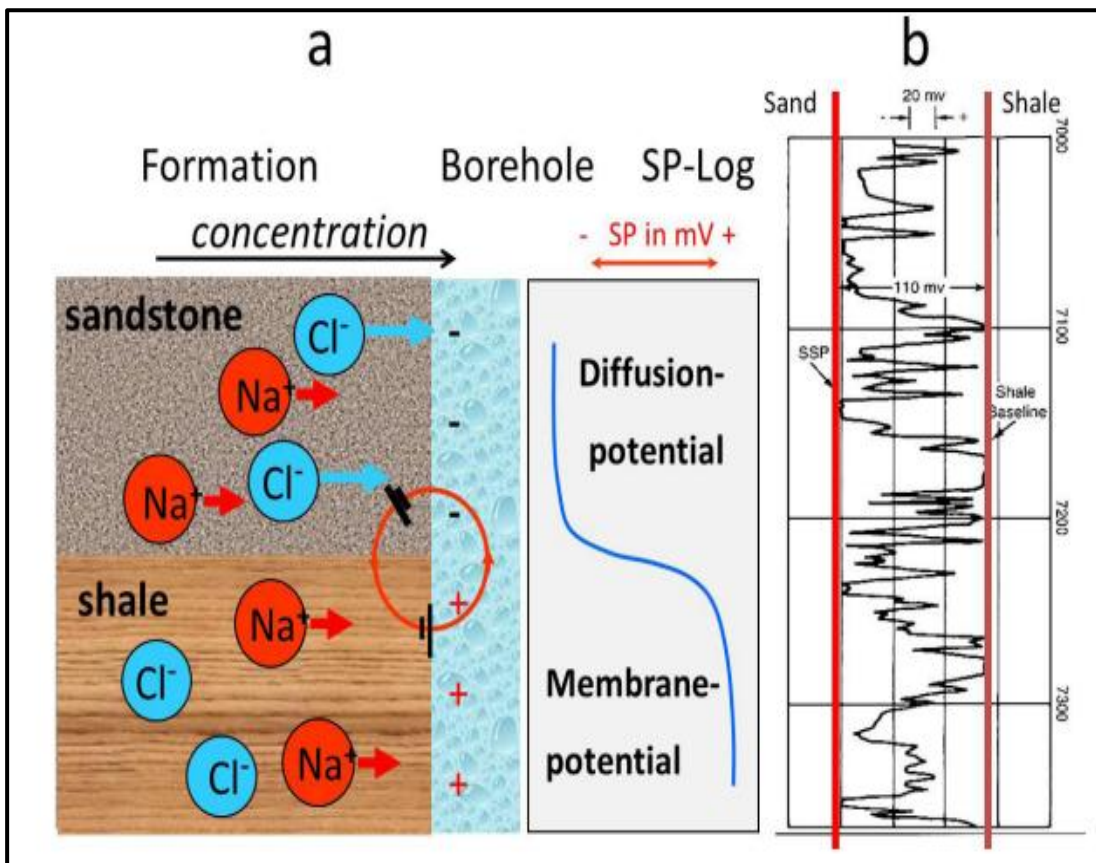 a
b
Formation
Borehole
SP-Log
concentration
- SP in mV +
sandstone
Cl-
-
Na+
-
Cl-
Na+
-
shale
Na+
+
Cl-
+
Na+
Cl-
+
Diffusion-
potential
Membrane-
potential
Sand
20 mv
Shale
- +
7000
110 mv
7100
SSP
Shale
Baseline
7200
7300